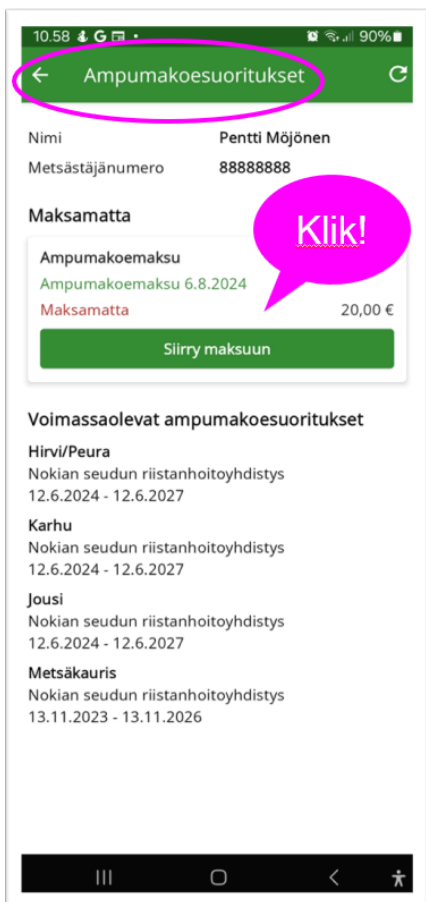 10.58 G 90%
Ampumakoesuoritukset
Nimi Pentti Möjönen
Metsästäjänumero 88888888
Maksamatta
Klik!
Ampumakoemaksu
Ampumakoemaksu 6.8.2024
Maksamatta 20,00 €
Siirry maksuun
Voimassaolevat ampumakoesuoritukset
Hirvi/Peura
Nokian seudun riistanhoitoyhdistys
12.6.2024 - 12.6.2027
Karhu
Nokian seudun riistanhoitoyhdistys
12.6.2024 - 12.6.2027
Jousi
Nokian seudun riistanhoitoyhdistys
12.6.2024 - 12.6.2027
Metsäkauris
Nokian seudun riistanhoitoyhdistys
13.11.2023 - 13.11.2026